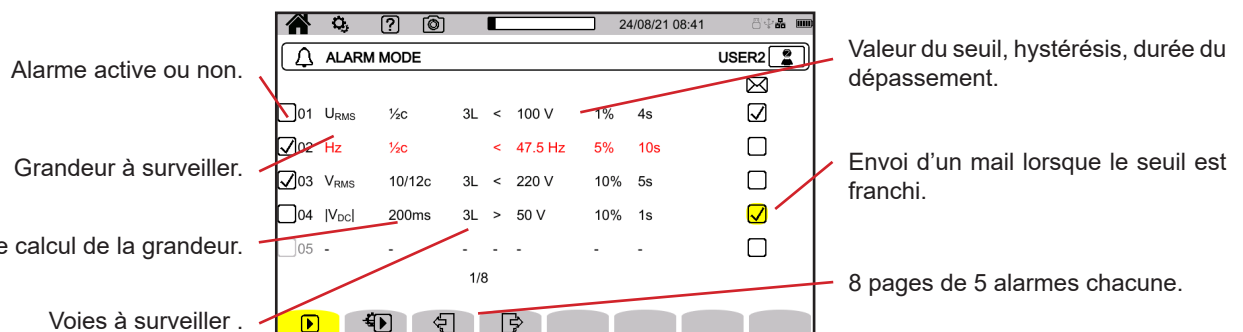 24/08/21 08:41
ALARM MODE USER2
01 URMS ½c 3L < 100 V 1% 4s
02 Hz ½c < 47.5 Hz 5% 10s
03 VRMS 10/12c 3L < 220 V 10% 5s
04 |VDC| 200ms 3L > 50 V 10% 1s
05 - - - - - - -
1/8
Alarme active ou non.
Grandeur à surveiller.
e calcul de la grandeur.
Voies à surveiller .
Valeur du seuil, hystérésis, durée du
dépassement.
Envoi d'un mail lorsque le seuil est
franchi.
8 pages de 5 alarmes chacune.